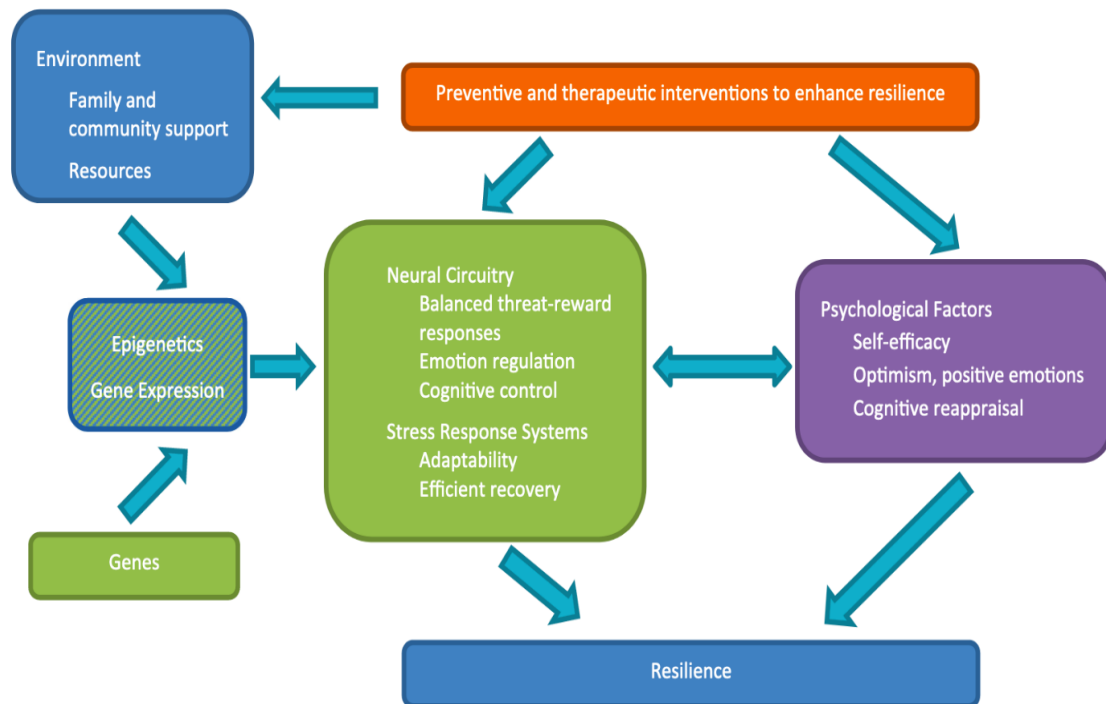 Environment
Family and
community support
Resources
Preventive and therapeutic interventions to enhance resilience
Epigenetics
Gene Expression
Genes
Neural Circuitry
Balanced threat-reward
responses
Emotion regulation
Cognitive control
Stress Response Systems
Adaptability
Efficient recovery
Psychological Factors
Self-efficacy
Optimism, positive emotions
Cognitive reappraisal
Resilience